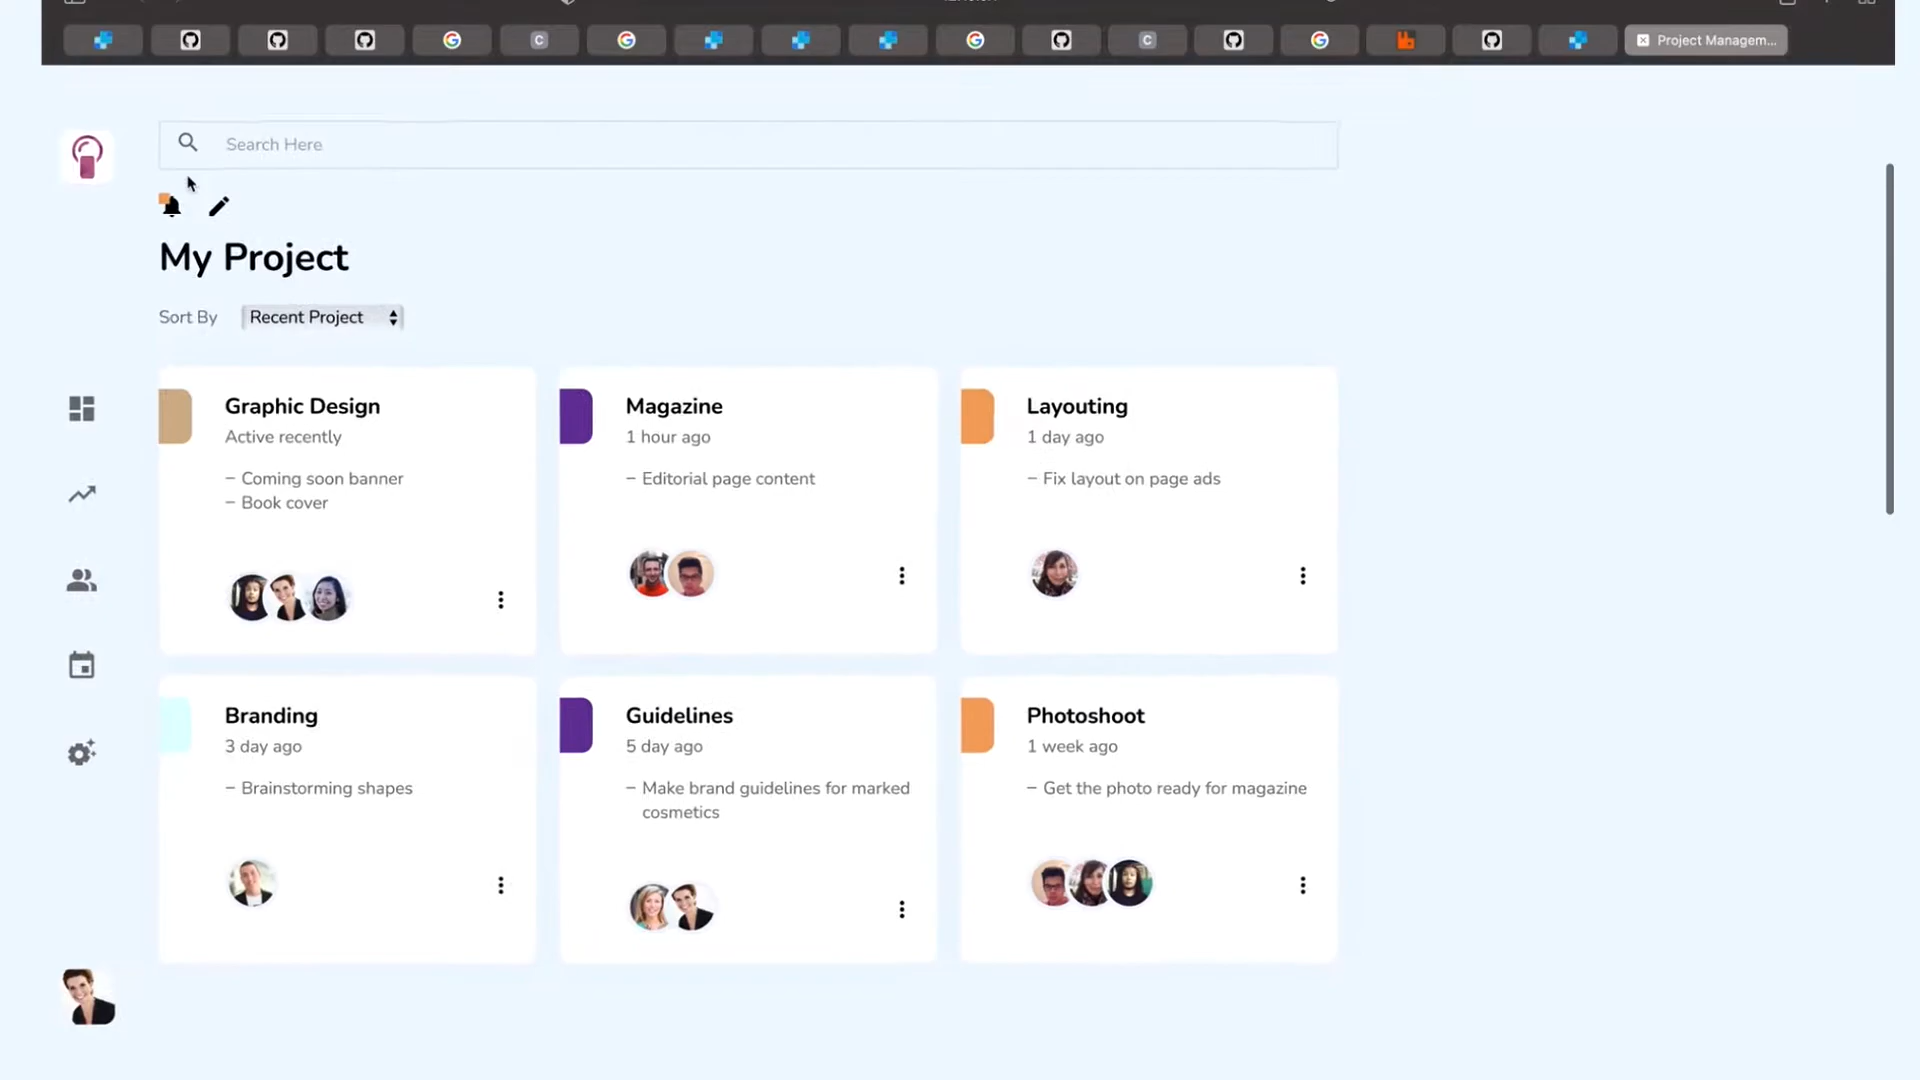 C
C
Project Managem...
Search Here
My Project
Sort By
Recent Project
Graphic Design
Active recently
– Coming soon banner
– Book cover
Magazine
1 hour ago
– Editorial page content
Layouting
1 day ago
– Fix layout on page ads
Branding
3 day ago
– Brainstorming shapes
Guidelines
5 day ago
– Make brand guidelines for marked
cosmetics
Photoshoot
1 week ago
– Get the photo ready for magazine